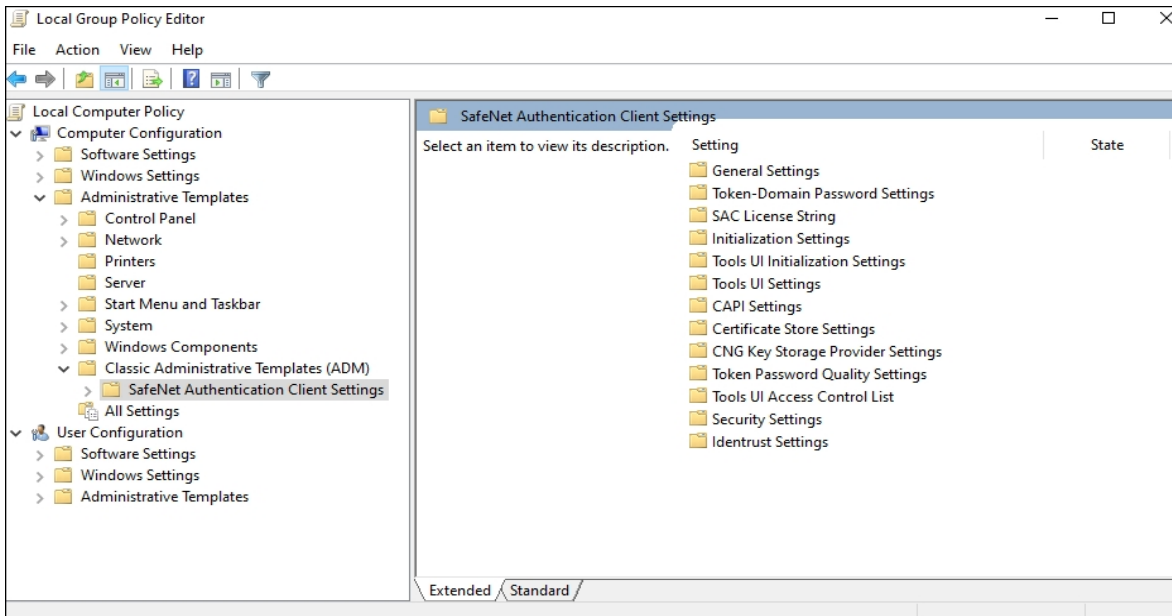 Local Group Policy Editor
File Action View Help
Local Computer Policy
Computer Configuration
Software Settings
Windows Settings
Administrative Templates
Control Panel
Network
Printers
Server
Start Menu and Taskbar
System
Windows Components
Classic Administrative Templates (ADM)
SafeNet Authentication Client Settings
All Settings
User Configuration
Software Settings
Windows Settings
Administrative Templates
SafeNet Authentication Client Settings
Select an item to view its description.
Setting State
General Settings
Token-Domain Password Settings
SAC License String
Initialization Settings
Tools UI Initialization Settings
Tools UI Settings
CAPI Settings
Certificate Store Settings
CNG Key Storage Provider Settings
Token Password Quality Settings
Tools UI Access Control List
Security Settings
Identrust Settings
Extended Standard